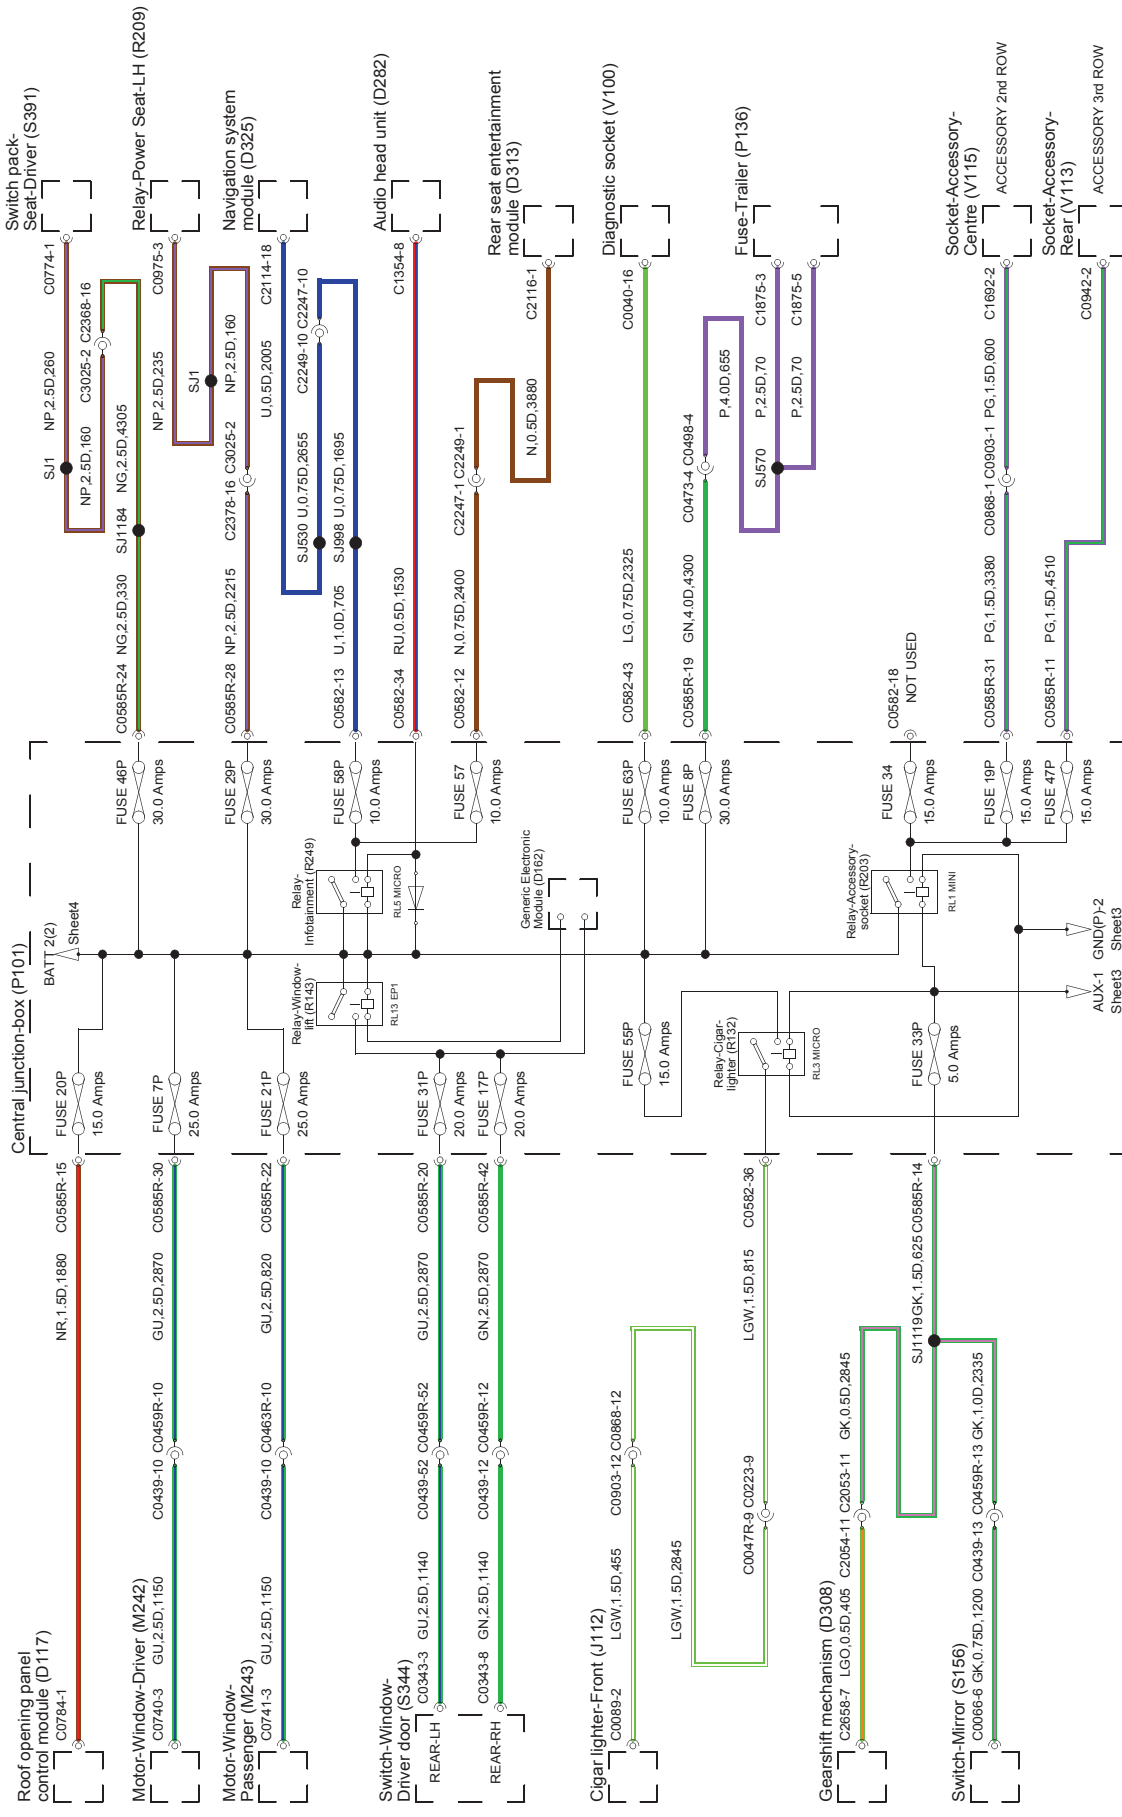 Switch pack-
Seat-Driver (S391)
C0774-1
NP,2.5D,260
SJ1
NP,2.5D,160
C3025-2
C2368-16
NG,2.5D,4305
SJ1184
NG,2.5D,330
C0585R-24
FUSE 46P
30.0 Amps
Relay-Power Seat-LH (R209)
C0975-3
NP,2.5D,235
SJ1
NP,2.5D,160
C3025-2
C2378-16
NP,2.5D,2215
C0585R-28
FUSE 29P
30.0 Amps
Navigation system
module (D325)
C2114-18
U,0.5D,2005
SJ530
U,0.75D,2655
C2249-10
C2247-10
U,0.75D,1695
SJ998
U,1.0D,705
C0582-13
FUSE 58P
10.0 Amps
Audio head unit (D282)
C1354-8
RU,0.5D,1530
C0582-34
Rear seat entertainment
module (D313)
C2116-1
N,0.5D,3880
C2249-1
C2247-1
N,0.75D,2400
C0582-12
FUSE 57
10.0 Amps
Diagnostic socket (V100)
C0040-16
LG,0.75D,2325
C0582-43
FUSE 63P
10.0 Amps
Fuse-Trailer (P136)
C1875-3
P,2.5D,70
C1875-5
P,2.5D,70
SJ570
P,4.0D,655
C0498-4
C0473-4
GN,4.0D,4300
C0585R-19
FUSE 8P
30.0 Amps
C0582-18
NOT USED
FUSE 34
15.0 Amps
Socket-Accessory-
Centre (V115)
ACCESSORY 2nd ROW
C1692-2
PG,1.5D,600
C0903-1
C0868-1
PG,1.5D,3380
C0585R-31
FUSE 19P
15.0 Amps
Socket-Accessory-
Rear (V113)
ACCESSORY 3rd ROW
C0942-2
PG,1.5D,4510
C0585R-11
FUSE 47P
15.0 Amps
Central junction-box (P101)
BATT 2(2)
Sheet4
Relay-
Infotainment (R249)
RL5 MICRO
Relay-Window-
lift (R143)
RL13 EP1
Generic Electronic
Module (D162)
Relay-Accessory-
socket (R203)
RL1 MINI
Relay-Cigar-
lighter (R132)
RL3 MICRO
GND(P)-2
Sheet3
AUX-1
Sheet3
FUSE 20P
15.0 Amps
FUSE 7P
25.0 Amps
FUSE 21P
25.0 Amps
FUSE 31P
20.0 Amps
FUSE 17P
20.0 Amps
FUSE 55P
15.0 Amps
FUSE 33P
5.0 Amps
Roof opening panel
control module (D117)
C0784-1
NR,1.5D,1880
C0585R-15
Motor-Window-Driver (M242)
C0740-3
GU,2.5D,1150
C0439-10
C0459R-10
GU,2.5D,2870
C0585R-30
Motor-Window-
Passenger (M243)
C0741-3
GU,2.5D,1150
C0439-10
C0463R-10
GU,2.5D,820
C0585R-22
Switch-Window-
Driver door (S344)
REAR-LH
C0343-3
GU,2.5D,1140
C0439-52
C0459R-52
GU,2.5D,2870
C0585R-20
REAR-RH
C0343-8
GN,2.5D,1140
C0439-12
C0459R-12
GN,2.5D,2870
C0585R-42
Cigar lighter-Front (J112)
C0089-2
LGW,1.5D,455
C0903-12
C0868-12
LGW,1.5D,2845
C0047R-9
C0223-9
LGW,1.5D,815
C0582-36
Gearshift mechanism (D308)
C2658-7
LGO,0.5D,405
C2054-11
C2053-11
GK,0.5D,2845
SJ1119
GK,1.5D,625
C0585R-14
Switch-Mirror (S156)
C0066-6
GK,0.75D,1200
C0439-13
C0459R-13
GK,1.0D,2335